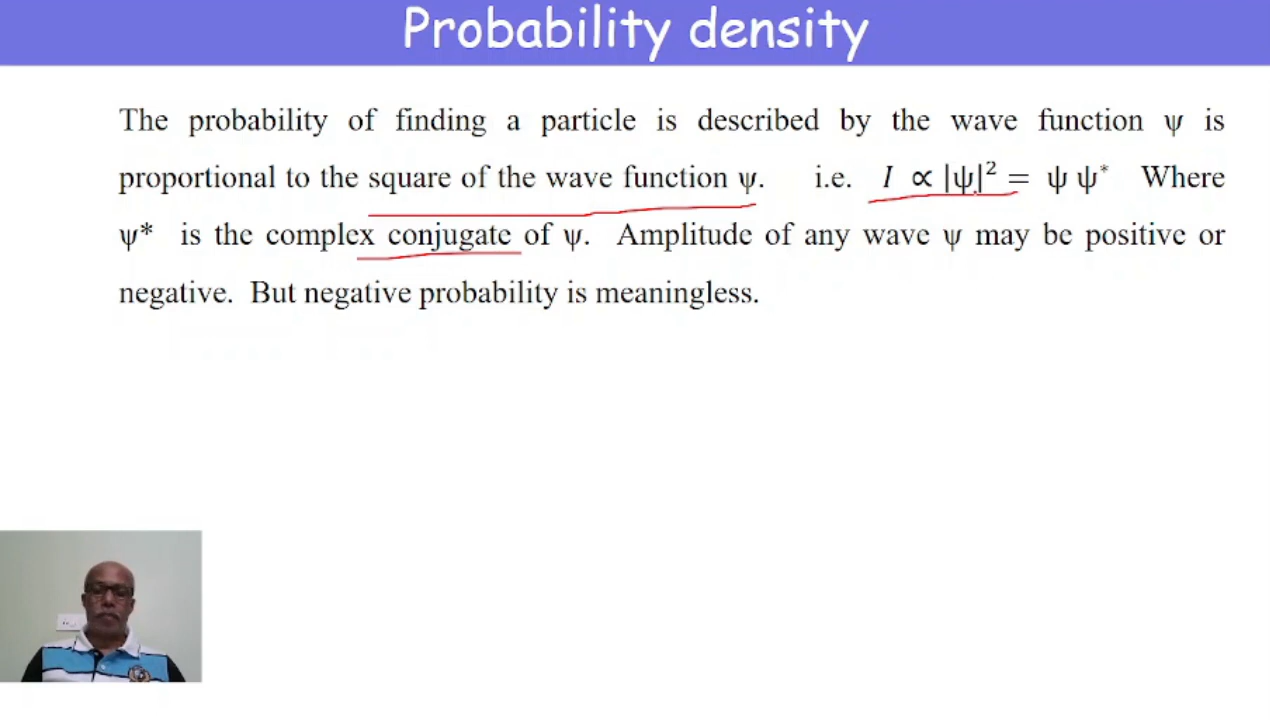 Probability density
The probability of finding a particle is described by the wave function ψ is
proportional to the square of the wave function ψ. i.e. I ∝ |ψ|² = ψ ψ* Where
ψ* is the complex conjugate of ψ. Amplitude of any wave ψ may be positive or
negative. But negative probability is meaningless.